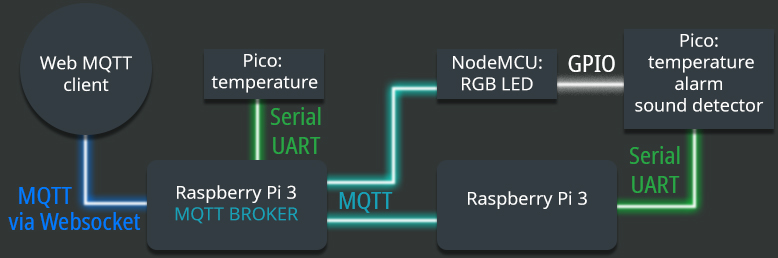 Web MQTT
client
Pico:
temperature
NodeMCU:
RGB LED
GPIO
Pico:
temperature
alarm
sound detector
Serial
UART
Serial
UART
MQTT
via Websocket
Raspberry Pi 3
MQTT BROKER
MQTT
Raspberry Pi 3